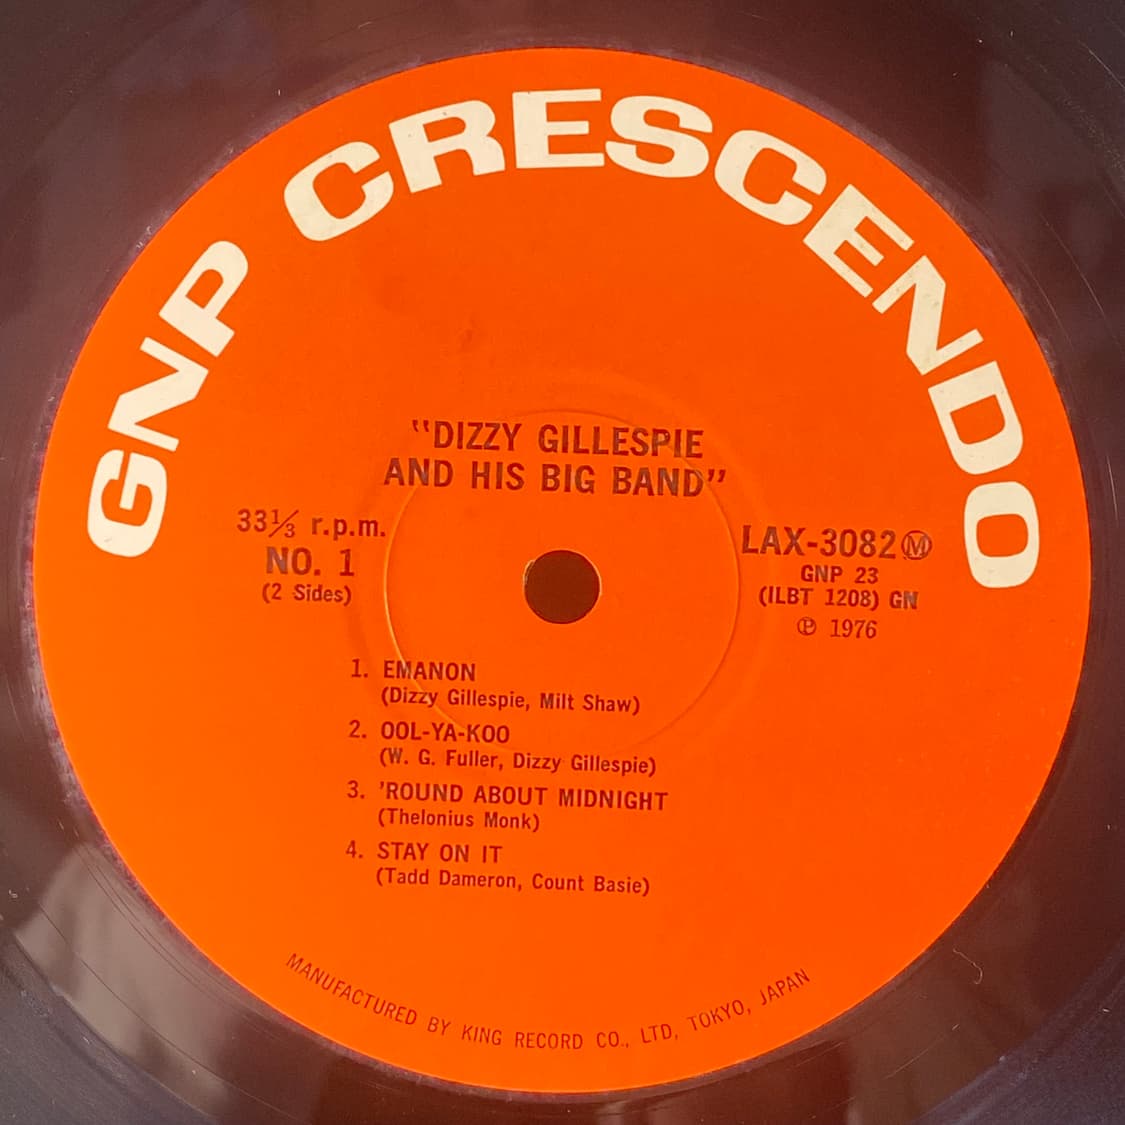 GNP CRESCENDO
"DIZZY GILLESPIE
AND HIS BIG BAND"
33⅓ r.p.m.
NO. 1
(2 Sides)
LAX-3082 Ⓜ
GNP 23
(ILBT 1208) GN
℗ 1976
1. EMANON
(Dizzy Gillespie, Milt Shaw)
2. OOL-YA-KOO
(W. G. Fuller, Dizzy Gillespie)
3. 'ROUND ABOUT MIDNIGHT
(Thelonius Monk)
4. STAY ON IT
(Tadd Dameron, Count Basie)
MANUFACTURED BY KING RECORD CO., LTD, TOKYO, JAPAN